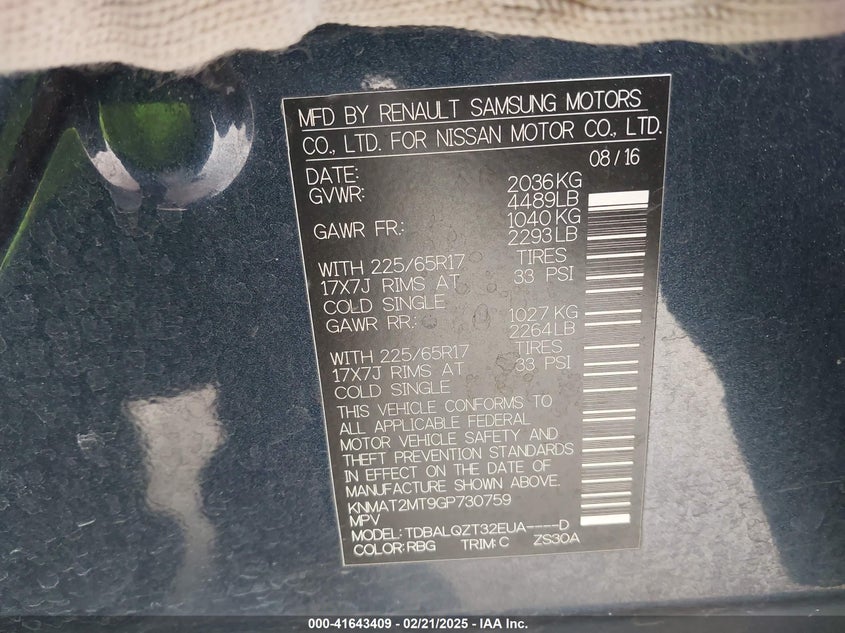 MFD BY RENAULT SAMSUNG MOTORS
CO., LTD. FOR NISSAN MOTOR CO., LTD.
DATE: 08/16
GVWR: 2036KG
4489LB
GAWR FR: 1040KG
2293LB
WITH 225/65R17 TIRES
17X7J RIMS AT 33 PSI
COLD SINGLE
GAWR RR: 1027KG
2264LB
WITH 225/65R17 TIRES
17X7J RIMS AT 33 PSI
COLD SINGLE
THIS VEHICLE CONFORMS TO
ALL APPLICABLE FEDERAL
MOTOR VEHICLE SAFETY AND
THEFT PREVENTION STANDARDS
IN EFFECT ON THE DATE OF
MANUFACTURE SHOWN ABOVE.
KNMAT2MT9GP730759
MPV
MODEL:TDBALQZT32EUA----D
COLOR:RBG TRIM:C ZS30A
000-41643409 - 02/21/2025 - IAA Inc.